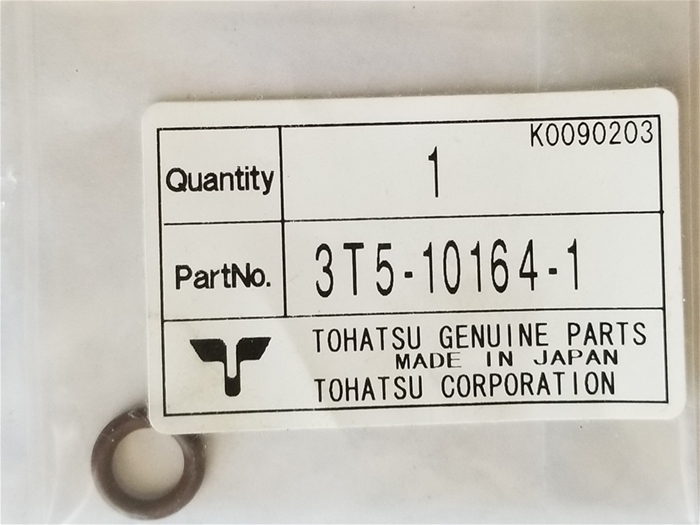 K0090203
Quantity 1
PartNo. 3T5-10164-1
TOHATSU GENUINE PARTS
MADE IN JAPAN
TOHATSU CORPORATION